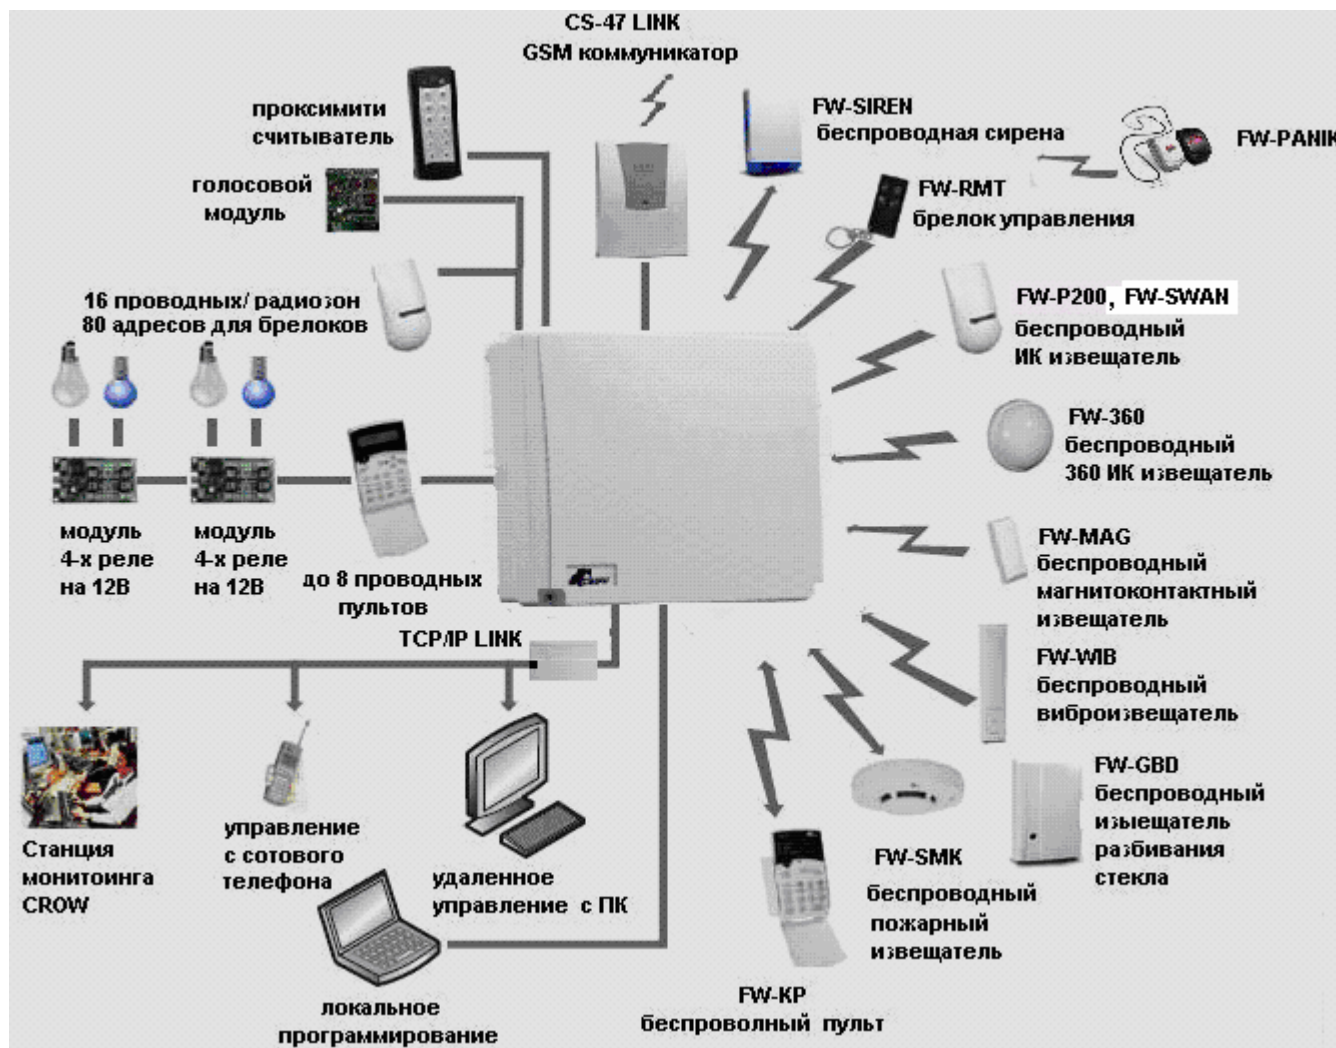 CS-47 LINK
GSM коммуникатор
проксимити
считыватель
голосовой
модуль
16 проводных/ радиозон
80 адресов для брелоков
модуль
4-х реле
на 12В
модуль
4-х реле
на 12В
до 8 проводных
пультов
TCP/IP LINK
FW-SIREN
беспроводная сирена
FW-PANIK
FW-RMT
брелок управления
FW-P200, FW-SWAN
беспроводный
ИК извещатель
FW-360
беспроводный
360 ИК извещатель
FW-MAG
беспроводный
магнитоконтактный
извещатель
FW-WIB
беспроводный
виброизвещатель
FW-GBD
беспроводный
изыещатель
разбивания
стекла
FW-SMK
беспроводный
пожарный
извещатель
FW-KP
беспроволный пульт
Станция
монитоинга
CROW
управление
с сотового
телефона
удаленное
управление с ПК
локальное
программирование